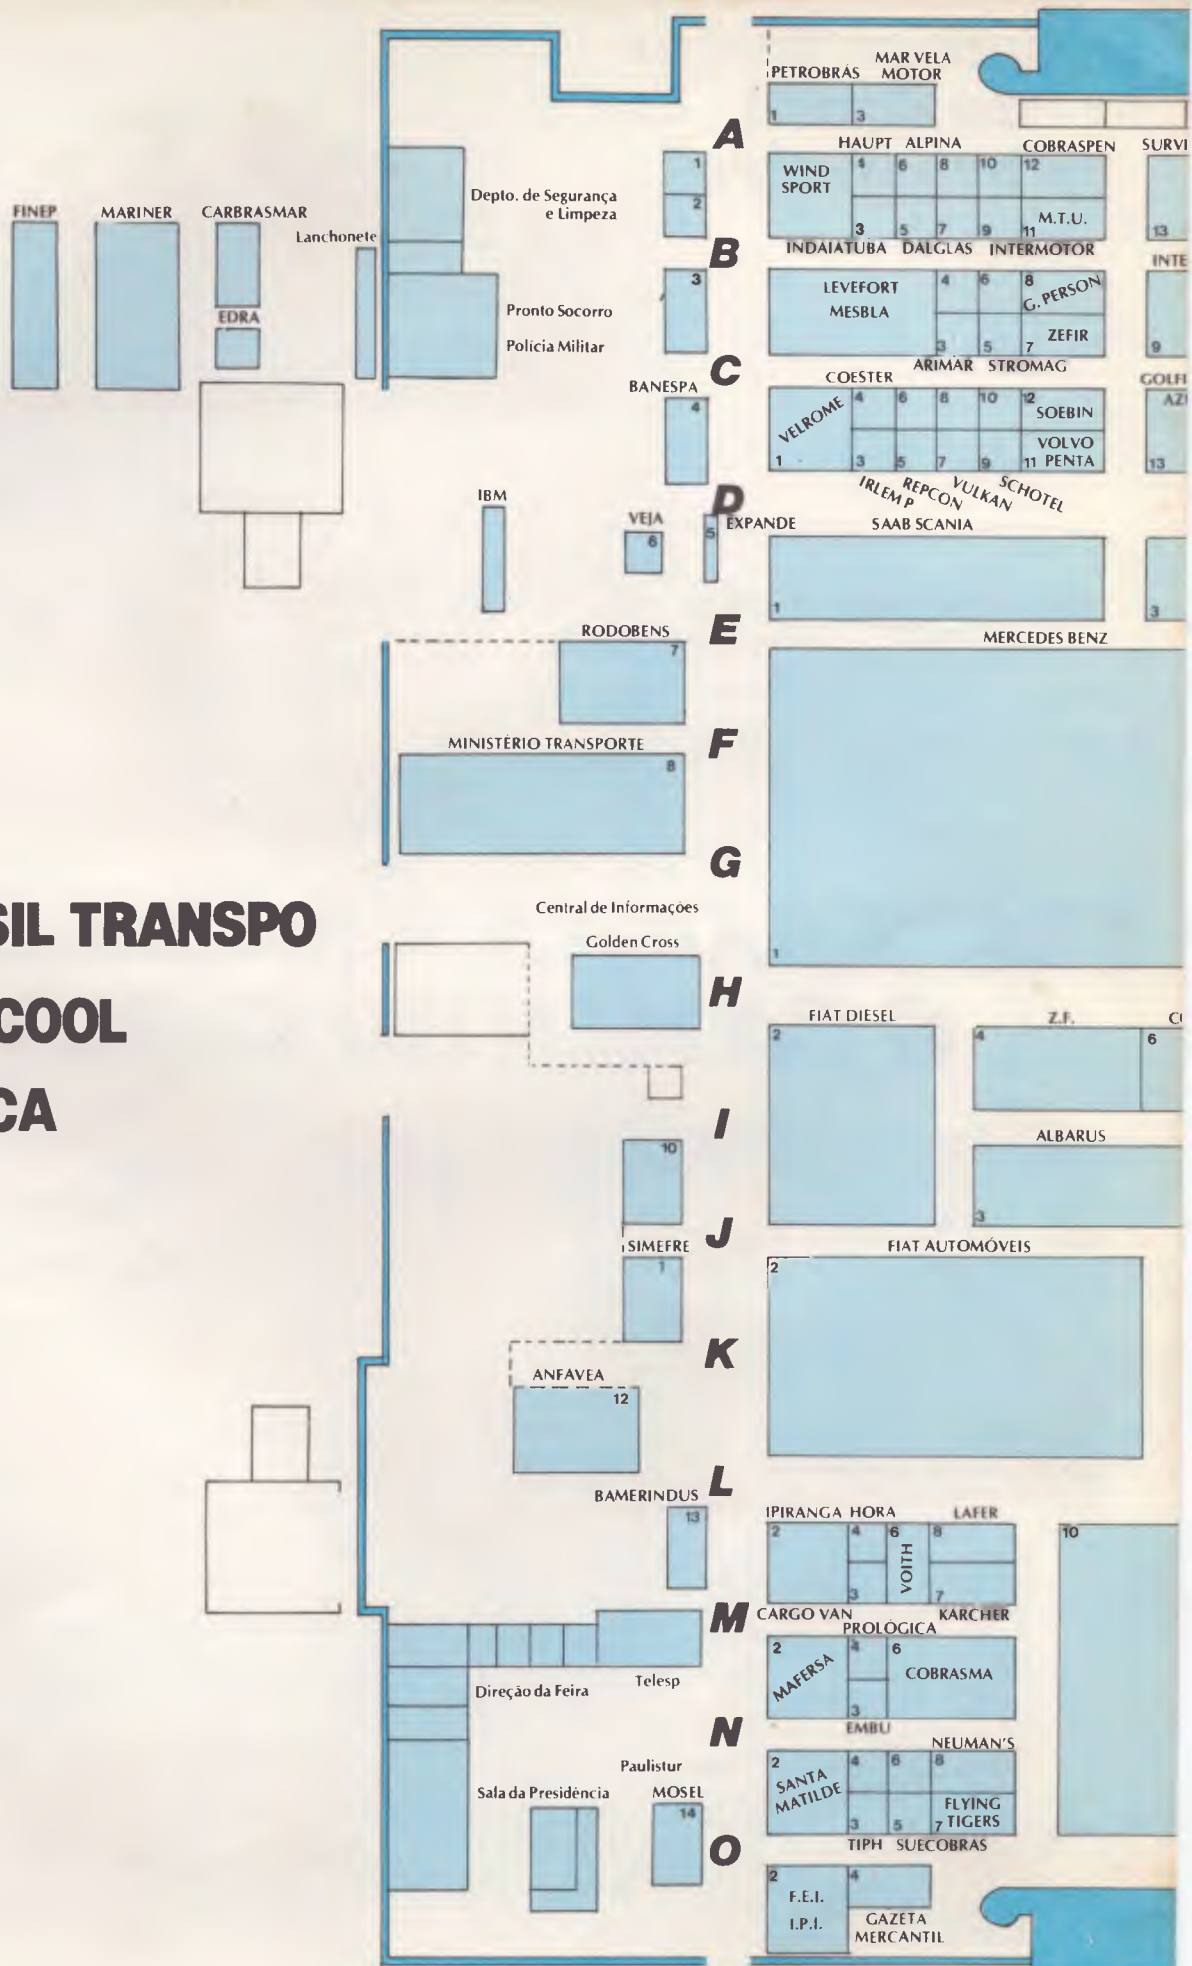 PETROBRÁS
MAR VELA
MOTOR
1
3
A
HAUPT ALPINA
COBRASPEN
SURVI
WIND
SPORT
4 6 8 10 12
3 5 7 9 11
M.T.U.
13
1
2
Depto. de Segurança
e Limpeza
FINEP
MARINER
CARBRASMAR
Lanchonete
EDRA
B
INDAIATUBA DALGLAS INTERMOTOR
INTE
LEVEFORT
MESBLA
4 6 8
G. PERSON
3 5 7
ZEFIR
9
3
Pronto Socorro
Polícia Militar
C
ARIMAR STROMAG
COESTER
GOLFI
AZI
BANESPA
4
VELROME
1
4 6 8 10 12
SOEBIN
3 5 7 9 11
VOLVO
PENTA
13
IRLEMP
REPCON
VULKAN
SCHOTEL
D
IBM
VEJA
6
5
EXPANDE
SAAB SCANIA
1
3
E
RODOBENS
7
MERCEDES BENZ
1
F
MINISTÉRIO TRANSPORTE
8
G
SIL TRANSPO
COOL
CA
Central de Informações
Golden Cross
H
FIAT DIESEL
2
Z.F.
4
6
I
10
ALBARUS
3
J
SIMEFRE
1
FIAT AUTOMÓVEIS
2
K
ANFAVEA
12
L
BAMERINDUS
13
IPIRANGA HORA
LAFER
2 4 6 8
VOITH
3 7
10
M
CARGO VAN
KARCHER
PROLÓGICA
2 4 6
MAFERSA
COBRASMA
3
EMBU
Telesp
Direção da Feira
N
NEUMAN'S
2 4 6 8
SANTA
MATILDE
3 5 7
FLYING
TIGERS
Paulistur
Sala da Presidência
MOSEL
14
O
TIPH SUECOBRAS
2 4
F.E.I.
I.P.I.
GAZETA
MERCANTIL